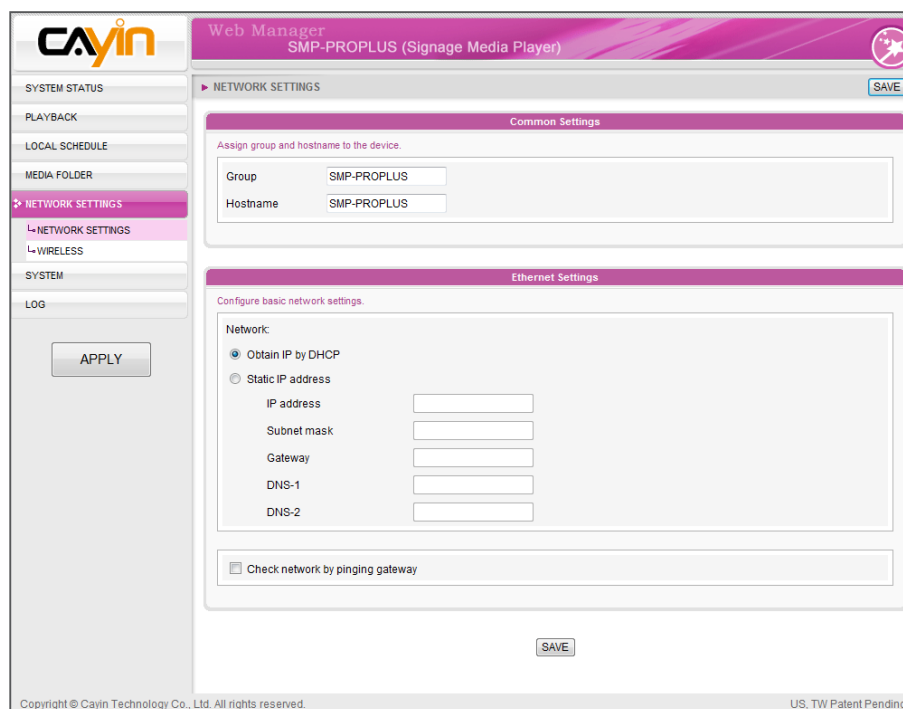 CAYIN
Web Manager
SMP-PROPLUS (Signage Media Player)
SYSTEM STATUS
PLAYBACK
LOCAL SCHEDULE
MEDIA FOLDER
NETWORK SETTINGS
NETWORK SETTINGS
WIRELESS
SYSTEM
LOG
APPLY
NETWORK SETTINGS
SAVE
Common Settings
Assign group and hostname to the device.
Group SMP-PROPLUS
Hostname SMP-PROPLUS
Ethernet Settings
Configure basic network settings.
Network:
Obtain IP by DHCP
Static IP address
IP address
Subnet mask
Gateway
DNS-1
DNS-2
Check network by pinging gateway
SAVE
Copyright © Cayin Technology Co., Ltd. All rights reserved.
US, TW Patent Pending